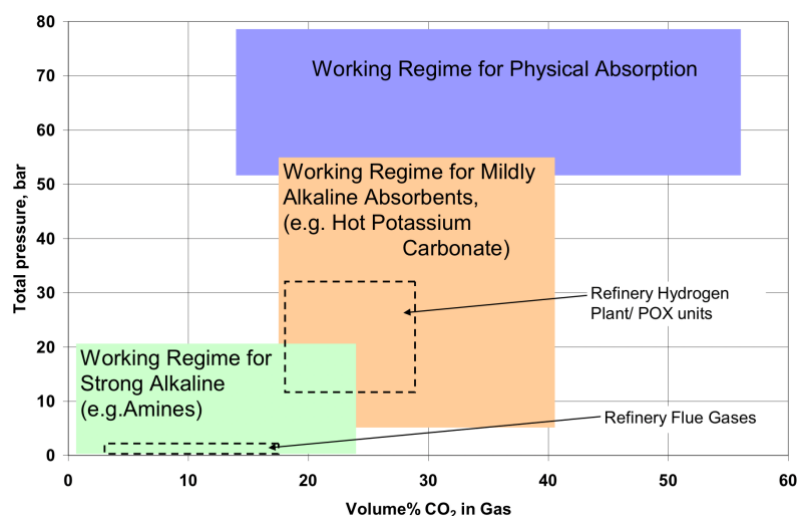 80
70
60
50
40
30
20
10
0
Total pressure, bar
Working Regime for Physical Absorption
Working Regime for Mildly
Alkaline Absorbents,
(e.g. Hot Potassium
Carbonate)
Refinery Hydrogen
Plant/ POX units
Working Regime for
Strong Alkaline
(e.g.Amines)
Refinery Flue Gases
0 10 20 30 40 50 60
Volume% CO₂ in Gas